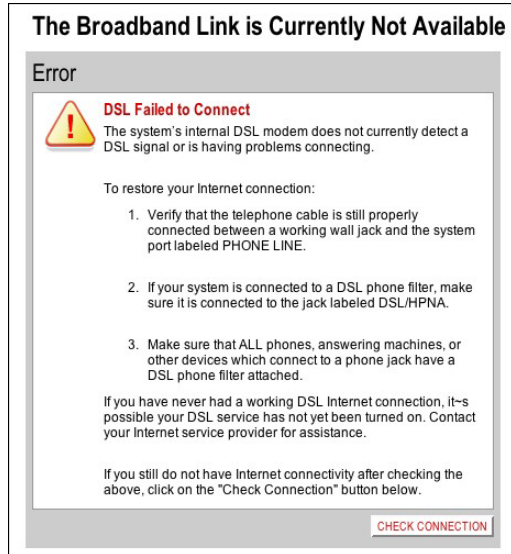 The Broadband Link is Currently Not Available
Error
DSL Failed to Connect
The system's internal DSL modem does not currently detect a
DSL signal or is having problems connecting.
To restore your Internet connection:
1. Verify that the telephone cable is still properly
connected between a working wall jack and the system
port labeled PHONE LINE.
2. If your system is connected to a DSL phone filter, make
sure it is connected to the jack labeled DSL/HPNA.
3. Make sure that ALL phones, answering machines, or
other devices which connect to a phone jack have a
DSL phone filter attached.
If you have never had a working DSL Internet connection, it~s
possible your DSL service has not yet been turned on. Contact
your Internet service provider for assistance.
If you still do not have Internet connectivity after checking the
above, click on the "Check Connection" button below.
CHECK CONNECTION